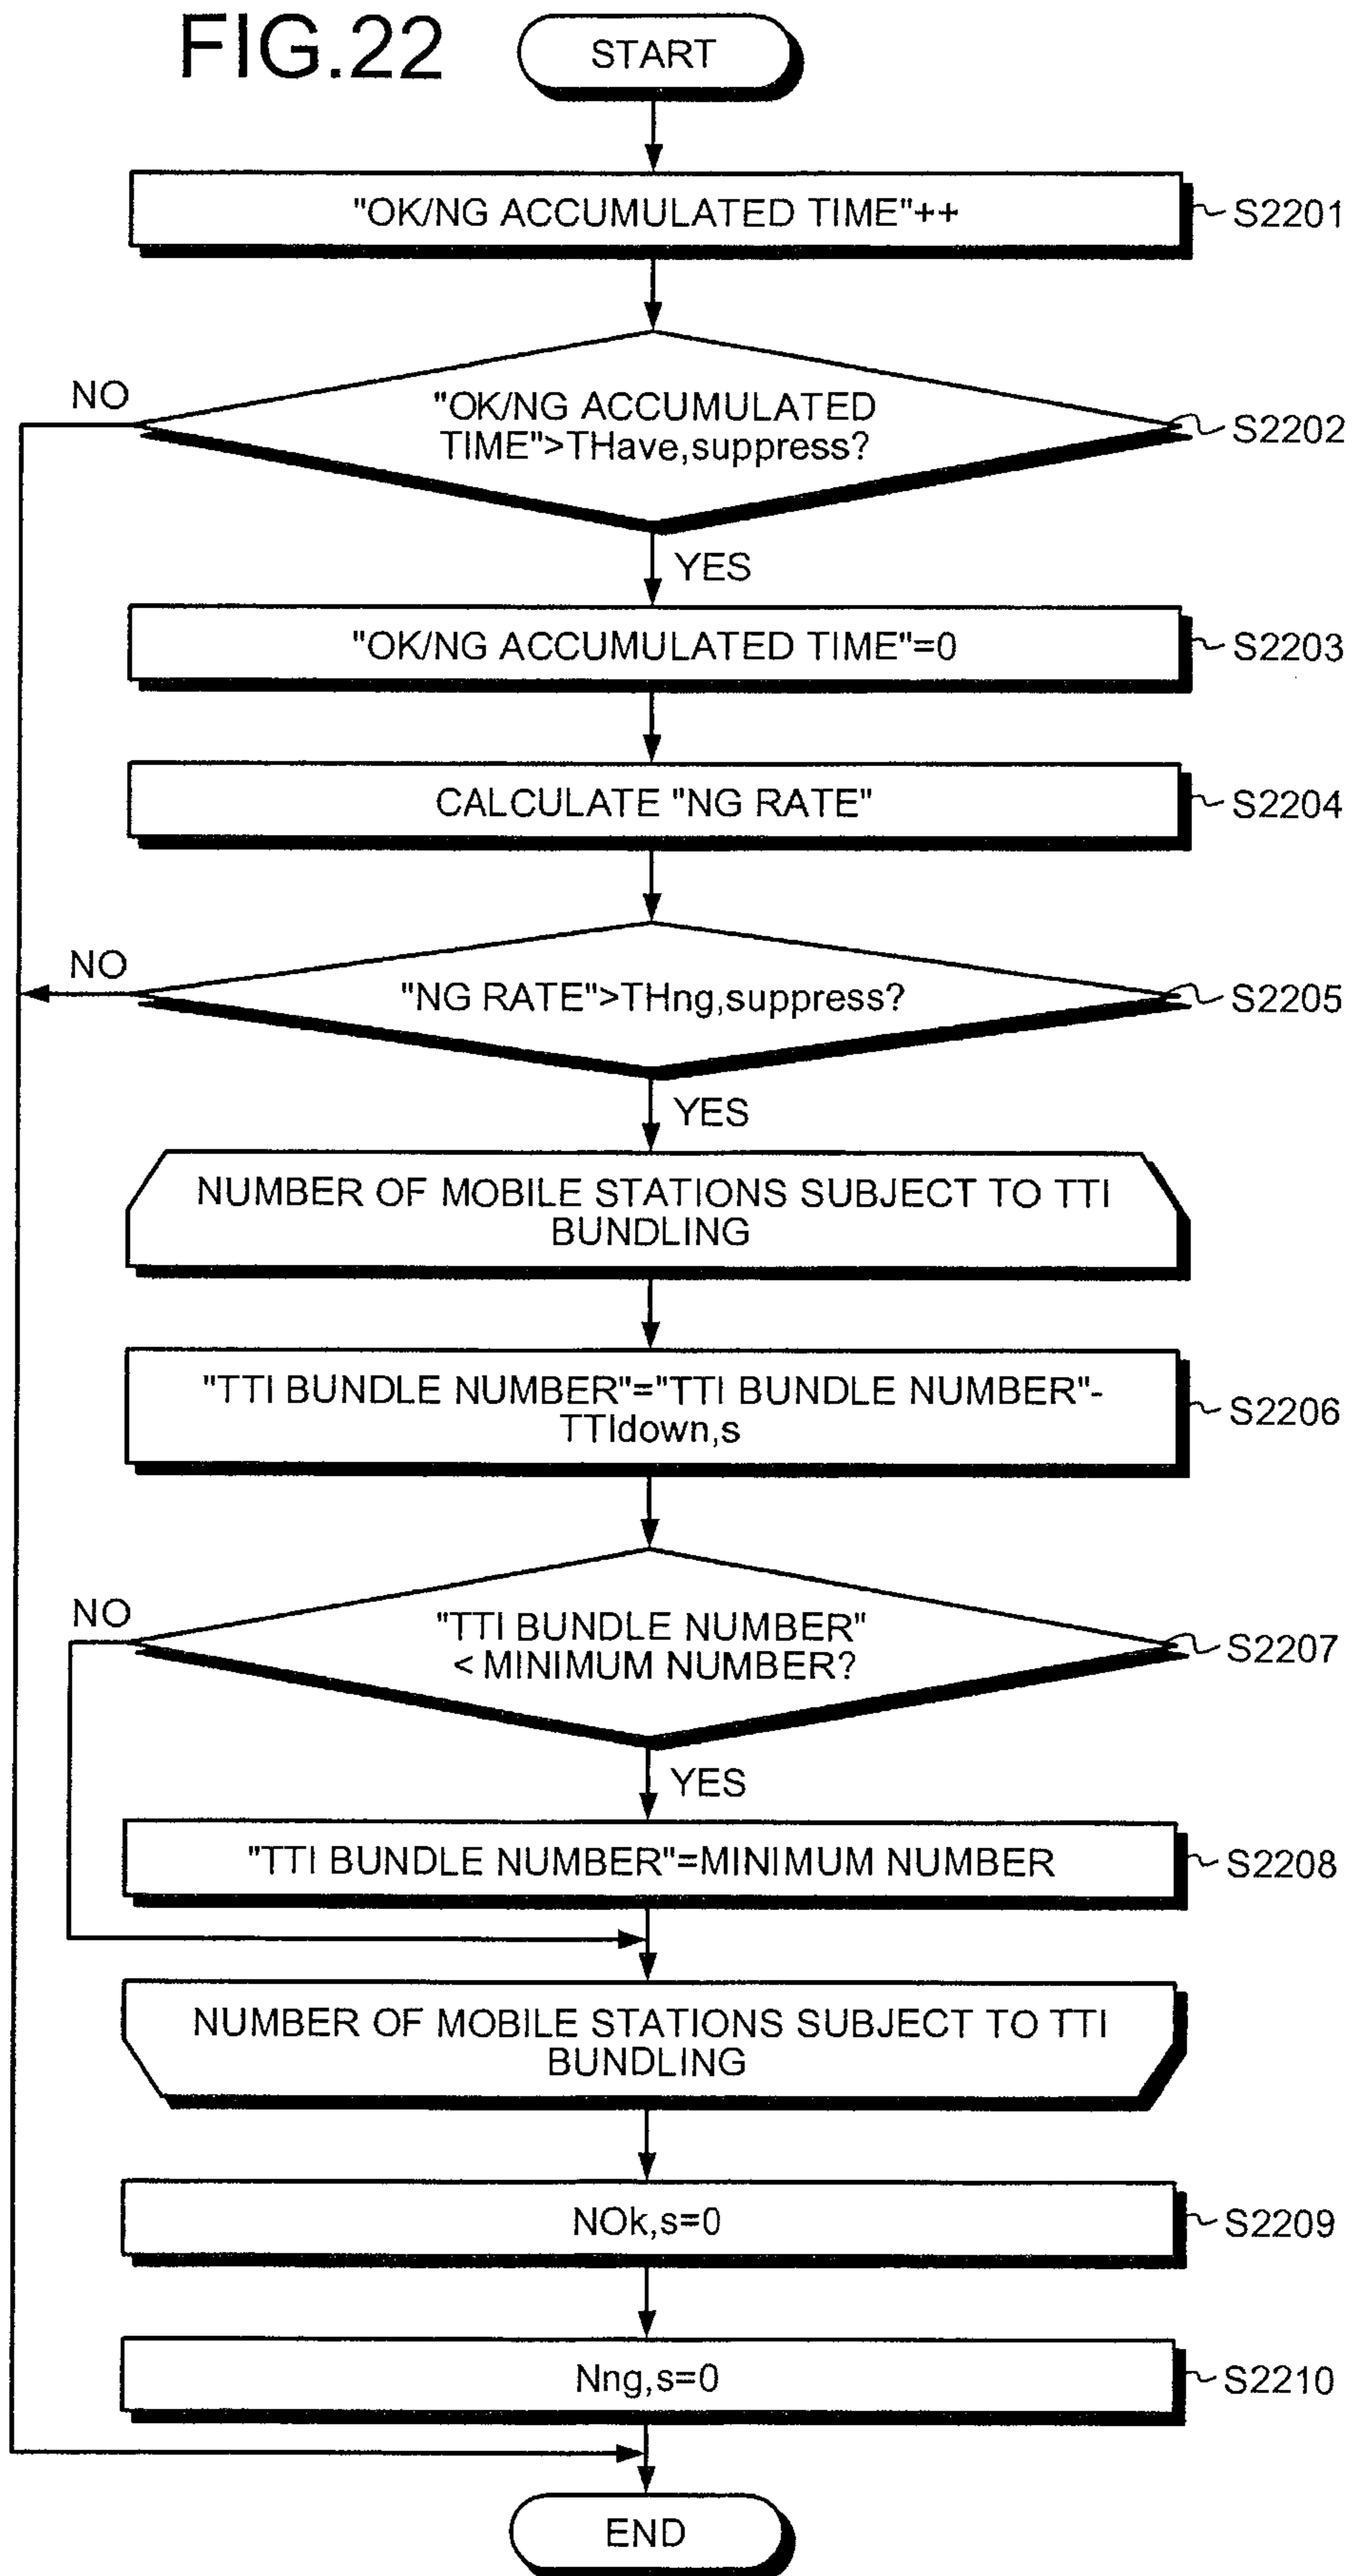 FIG.22
START
"OK/NG ACCUMULATED TIME"++
S2201
NO
"OK/NG ACCUMULATED
TIME">THave,suppress?
S2202
YES
"OK/NG ACCUMULATED TIME"=0
S2203
CALCULATE "NG RATE"
S2204
NO
"NG RATE">THng,suppress?
S2205
YES
NUMBER OF MOBILE STATIONS SUBJECT TO TTI
BUNDLING
"TTI BUNDLE NUMBER"="TTI BUNDLE NUMBER"-
TTIdown,s
S2206
NO
"TTI BUNDLE NUMBER"
< MINIMUM NUMBER?
S2207
YES
"TTI BUNDLE NUMBER"=MINIMUM NUMBER
S2208
NUMBER OF MOBILE STATIONS SUBJECT TO TTI
BUNDLING
NOk,s=0
S2209
Nng,s=0
S2210
END